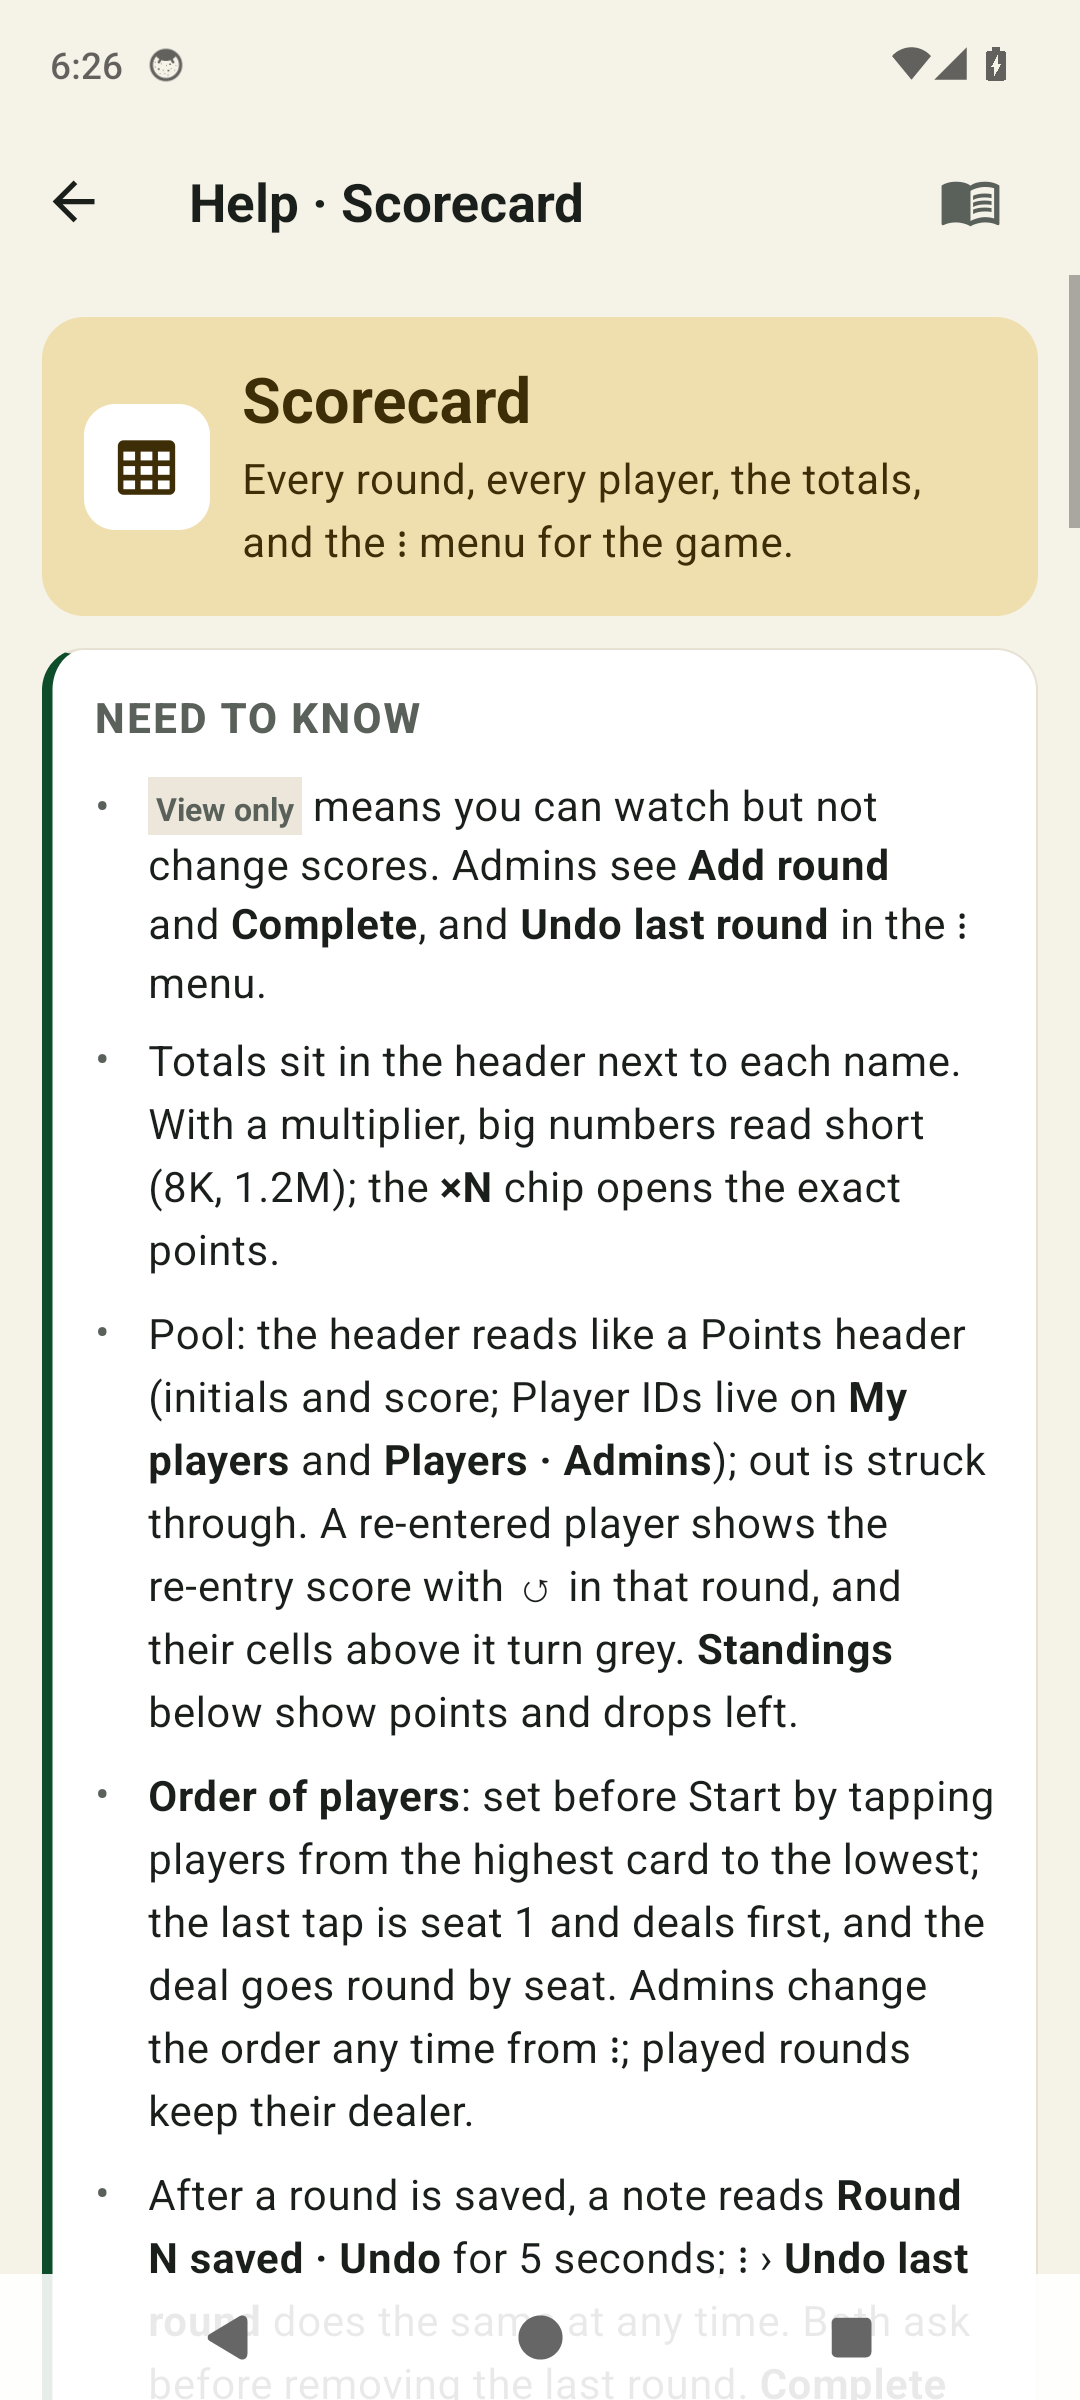 6:26
Help · Scorecard
Scorecard
Every round, every player, the totals,
and the ⋮ menu for the game.
NEED TO KNOW
• View only means you can watch but not
change scores. Admins see Add round
and Complete, and Undo last round in the ⋮
menu.
• Totals sit in the header next to each name.
With a multiplier, big numbers read short
(8K, 1.2M); the ×N chip opens the exact
points.
• Pool: the header reads like a Points header
(initials and score; Player IDs live on My
players and Players · Admins); out is struck
through. A re-entered player shows the
re-entry score with ↺ in that round, and
their cells above it turn grey. Standings
below show points and drops left.
• Order of players: set before Start by tapping
players from the highest card to the lowest;
the last tap is seat 1 and deals first, and the
deal goes round by seat. Admins change
the order any time from ⋮; played rounds
keep their dealer.
• After a round is saved, a note reads Round
N saved · Undo for 5 seconds; ⋮ › Undo last
round does the same at any time. Both ask
before removing the last round. Complete